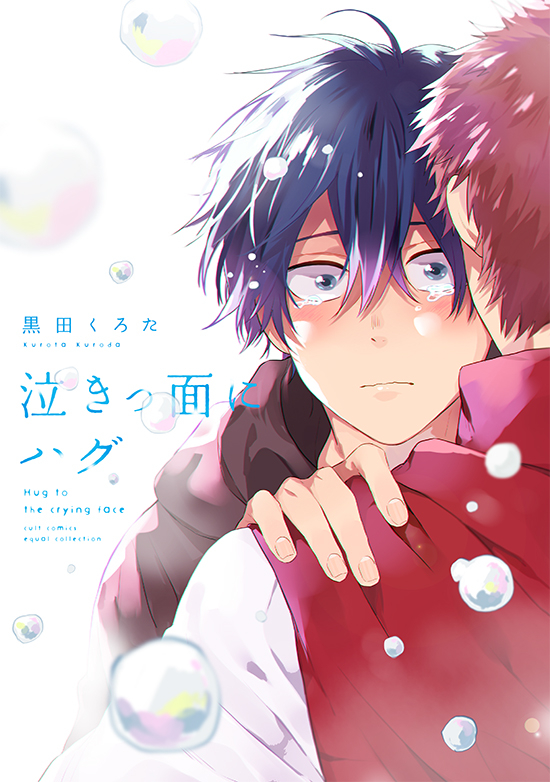 黒田くろた
Kurota Kuroda
泣きっ面に
ハグ
Hug to
the crying face
cult comics
equal collection